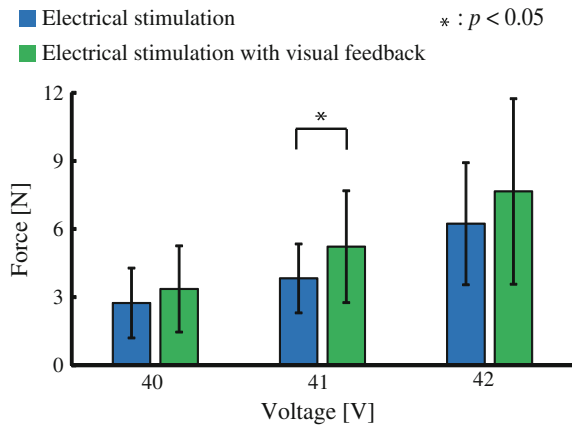 Electrical stimulation
* : p < 0.05
Electrical stimulation with visual feedback
12
*
9
6
3
0
Force [N]
40
41
42
Voltage [V]